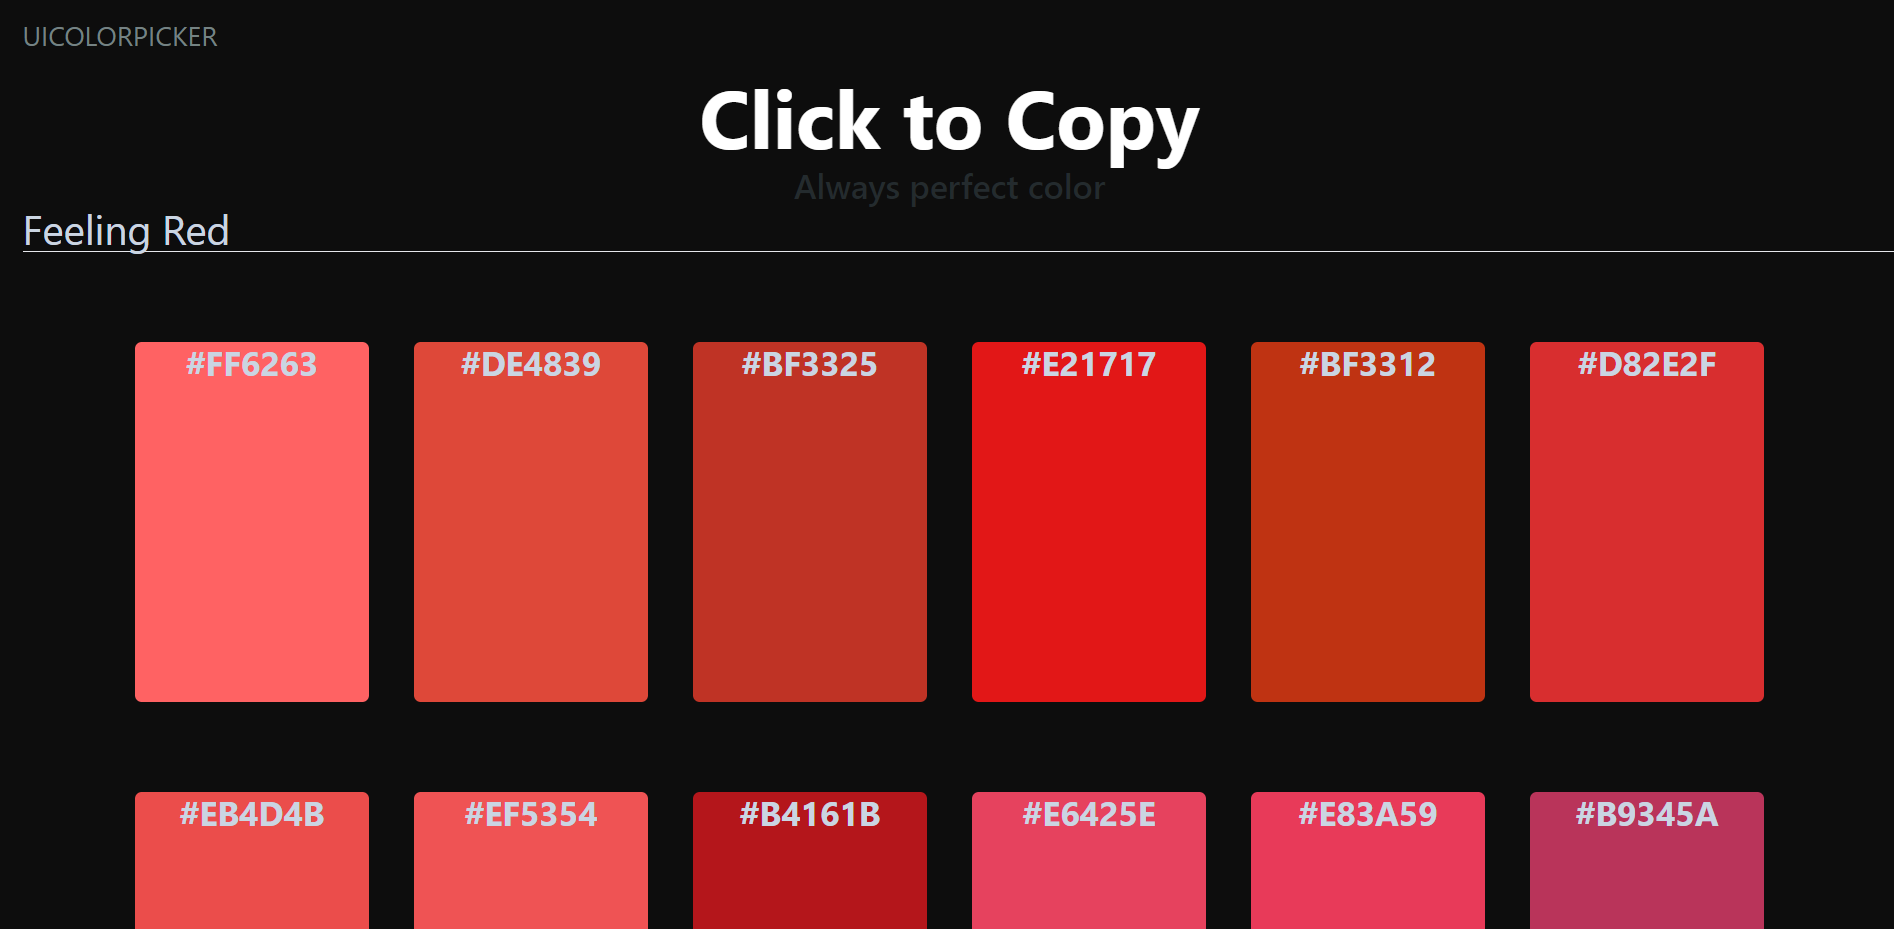 UICOLORPICKER
Click to Copy
Always perfect color
Feeling Red
#FF6263 #DE4839 #BF3325 #E21717 #BF3312 #D82E2F
#EB4D4B #EF5354 #B4161B #E6425E #E83A59 #B9345A